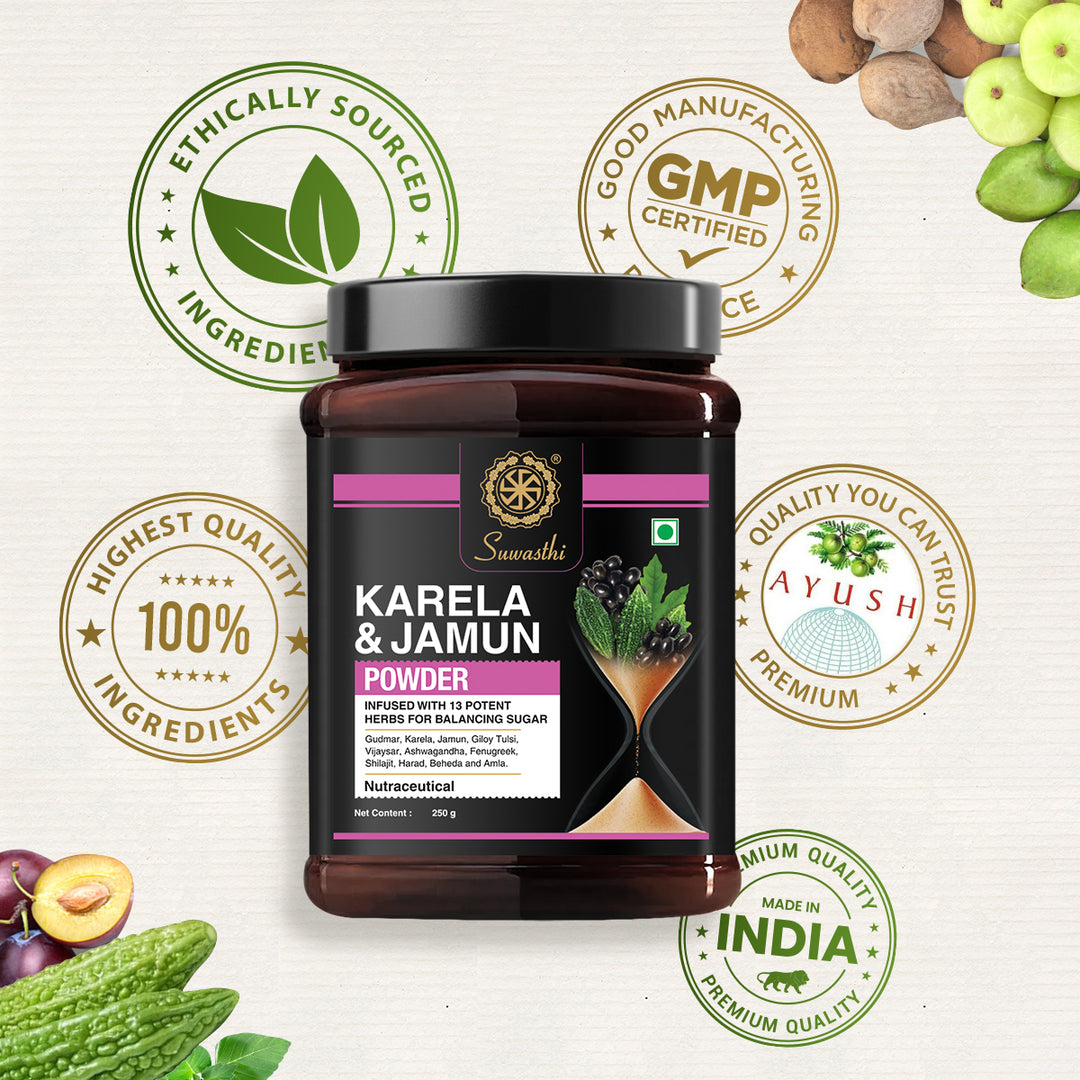 ETHICALLY SOURCED
INGREDIEN
GOOD MANUFACTURING
GMP
CERTIFIED
CE
HIGHEST QUALITY
100%
INGREDIENTS
QUALITY YOU CAN TRUST
AYUSH
PREMIUM
®
Suwasthi
KARELA
& JAMUN
POWDER
INFUSED WITH 13 POTENT
HERBS FOR BALANCING SUGAR
Gudmar, Karela, Jamun, Giloy Tulsi,
Vijaysar, Ashwagandha, Fenugreek,
Shilajit, Harad, Beheda and Amla.
Nutraceutical
Net Content : 250 g
EMIUM QUALITY
MADE IN
INDIA
PREMIUM QUALITY